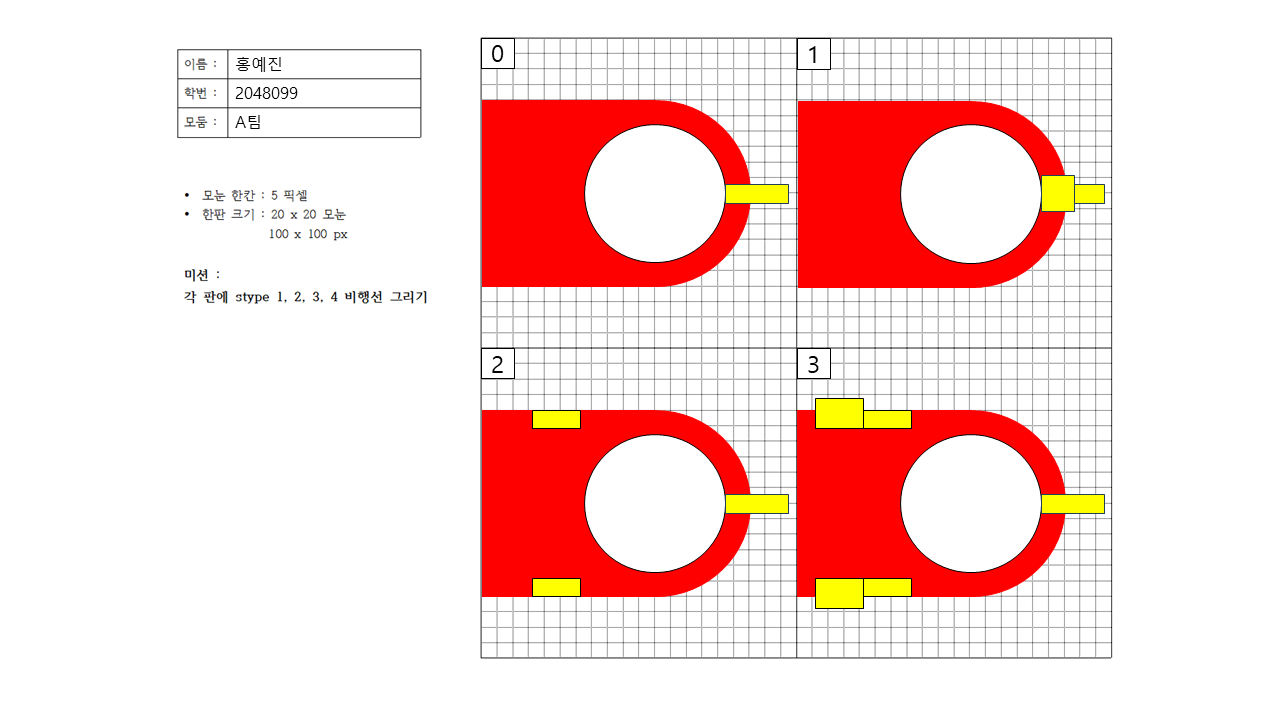 이름 : 홍예진
학번 : 2048099
모둠 : A팀
• 모눈 한칸 : 5 픽셀
• 한판 크기 : 20 x 20 모눈
100 x 100 px
미션 :
각 판에 stype 1, 2, 3, 4 비행선 그리기
0
1
2
3